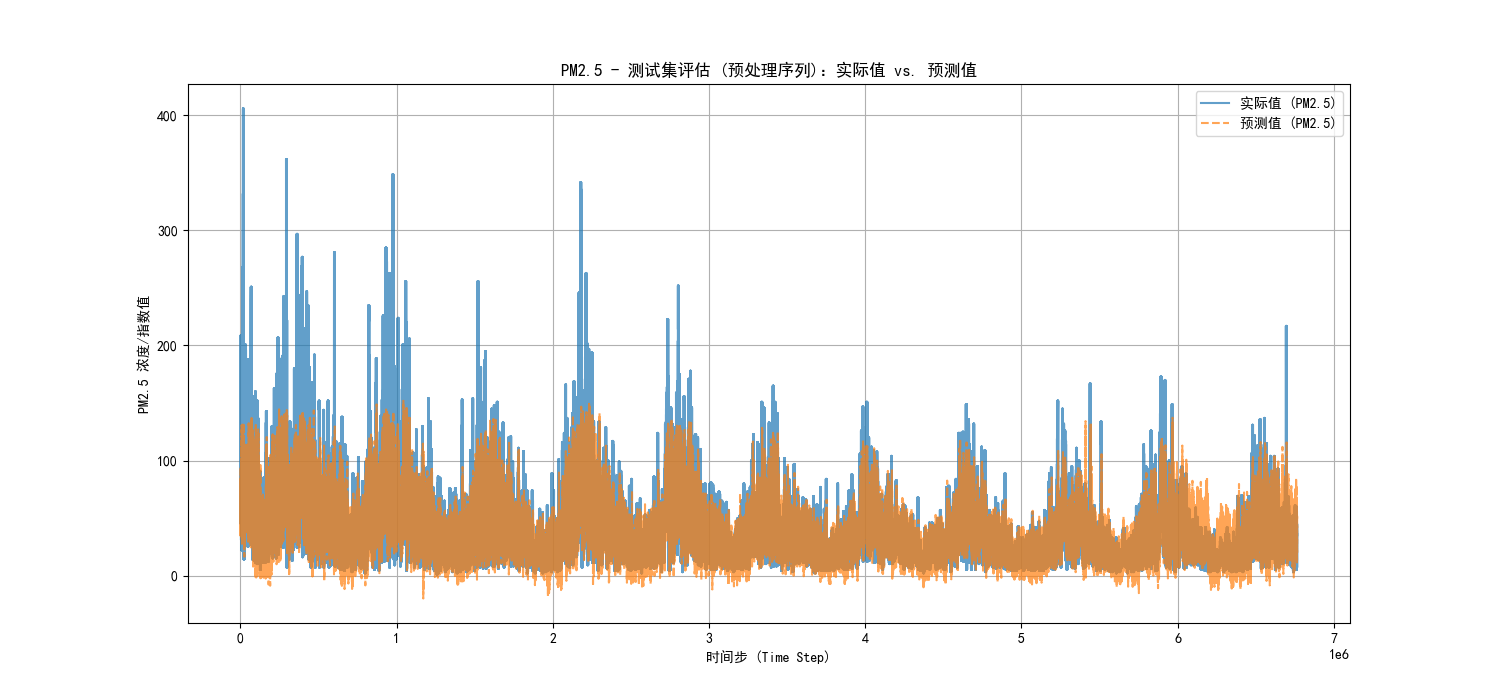 PM2.5 - 测试集评估 (预处理序列): 实际值 vs. 预测值
实际值 (PM2.5)
预测值 (PM2.5)
PM2.5 浓度/指数值
400
300
200
100
0
0 1 2 3 4 5 6 7
1e6
时间步 (Time Step)